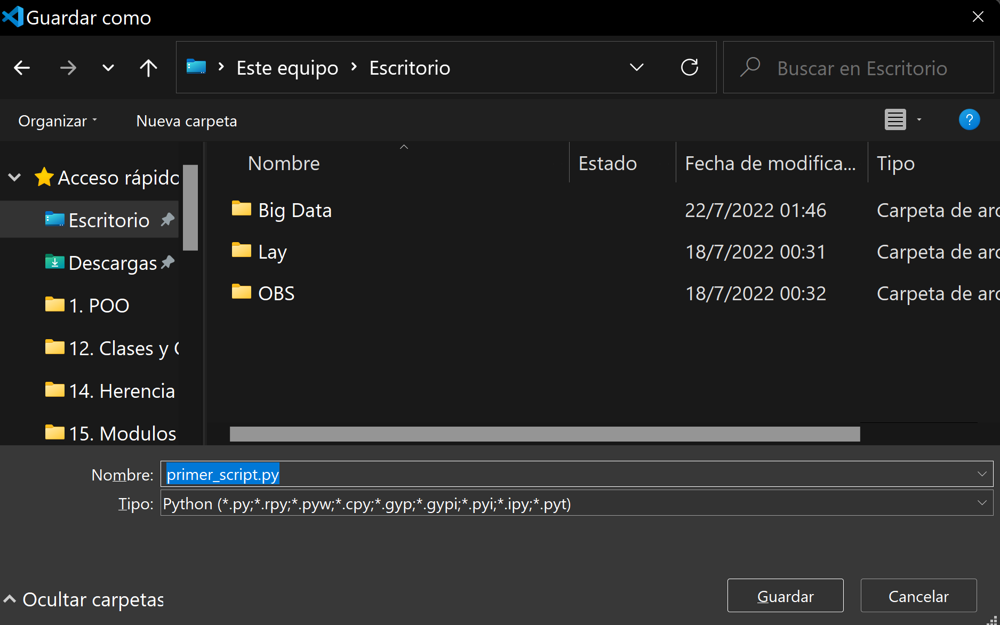 Guardar como
Este equipo Escritorio
Buscar en Escritorio
Organizar Nueva carpeta
?
Nombre Estado Fecha de modifica... Tipo
Acceso rápido
Escritorio
Descargas
1. POO
12. Clases y
14. Herencia
15. Modulos
Big Data 22/7/2022 01:46 Carpeta de arc
Lay 18/7/2022 00:31 Carpeta de arc
OBS 18/7/2022 00:32 Carpeta de arc
Nombre: primer_script.py
Tipo: Python (*.py;*.rpy;*.pyw;*.cpy;*.gyp;*.gypi;*.pyi;*.ipy;*.pyt)
Ocultar carpetas
Guardar Cancelar